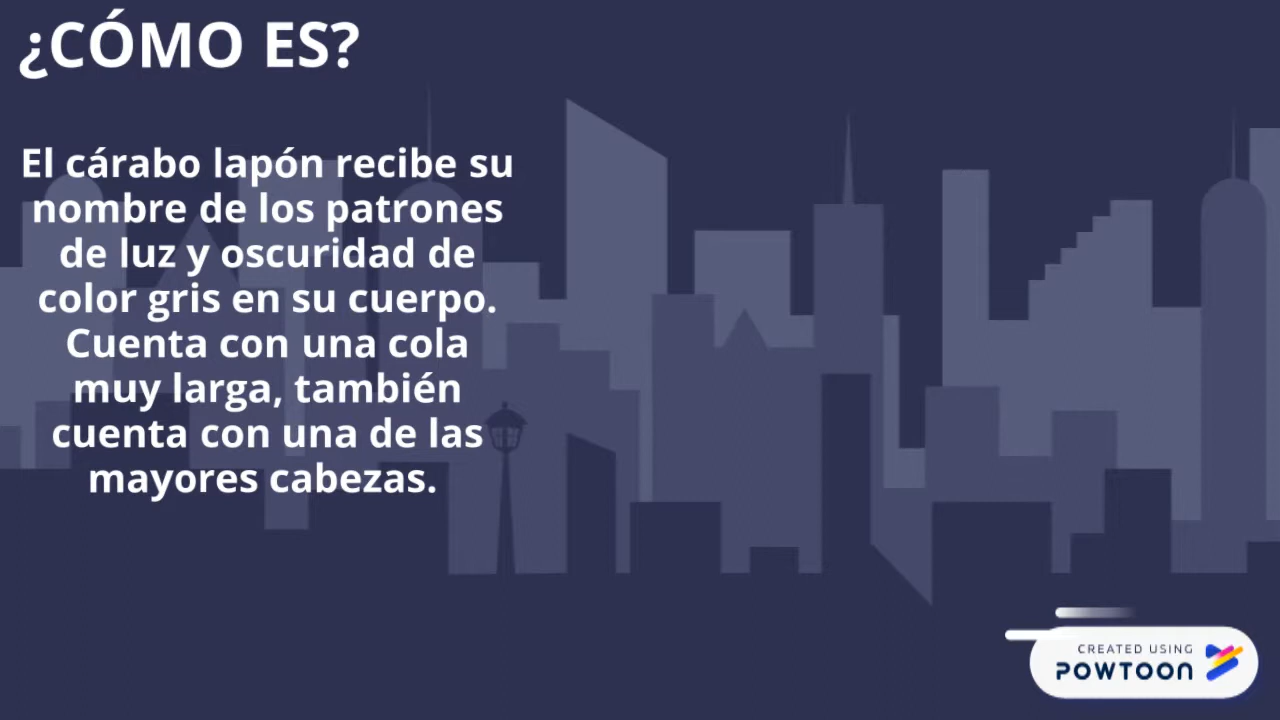 ¿CÓMO ES?
El cárabo lapón recibe su
nombre de los patrones
de luz y oscuridad de
color gris en su cuerpo.
Cuenta con una cola
muy larga, también
cuenta con una de las
mayores cabezas.
CREATED USING
POWTOON